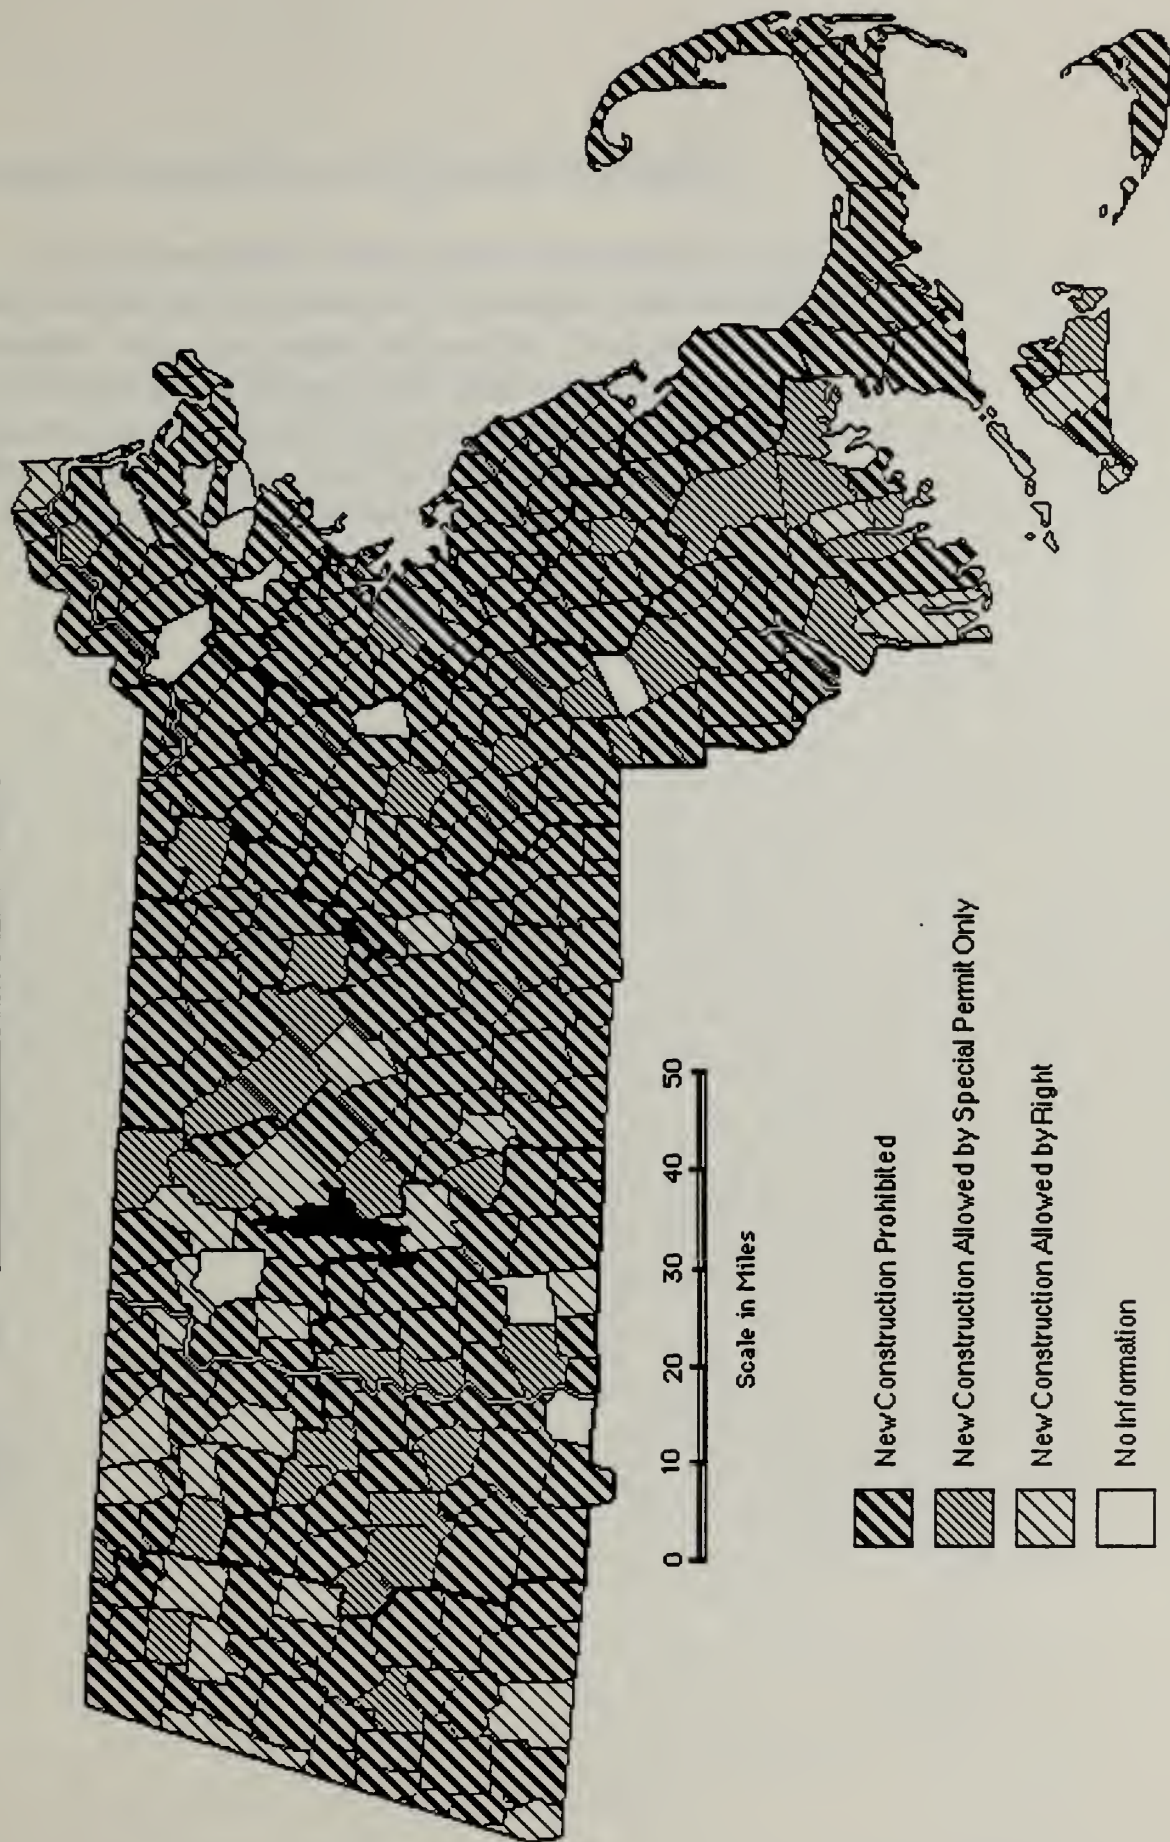 0 10 20 30 40 50
Scale in Miles
New Construction Prohibited
New Construction Allowed by Special Permit Only
New Construction Allowed by Right
No Information